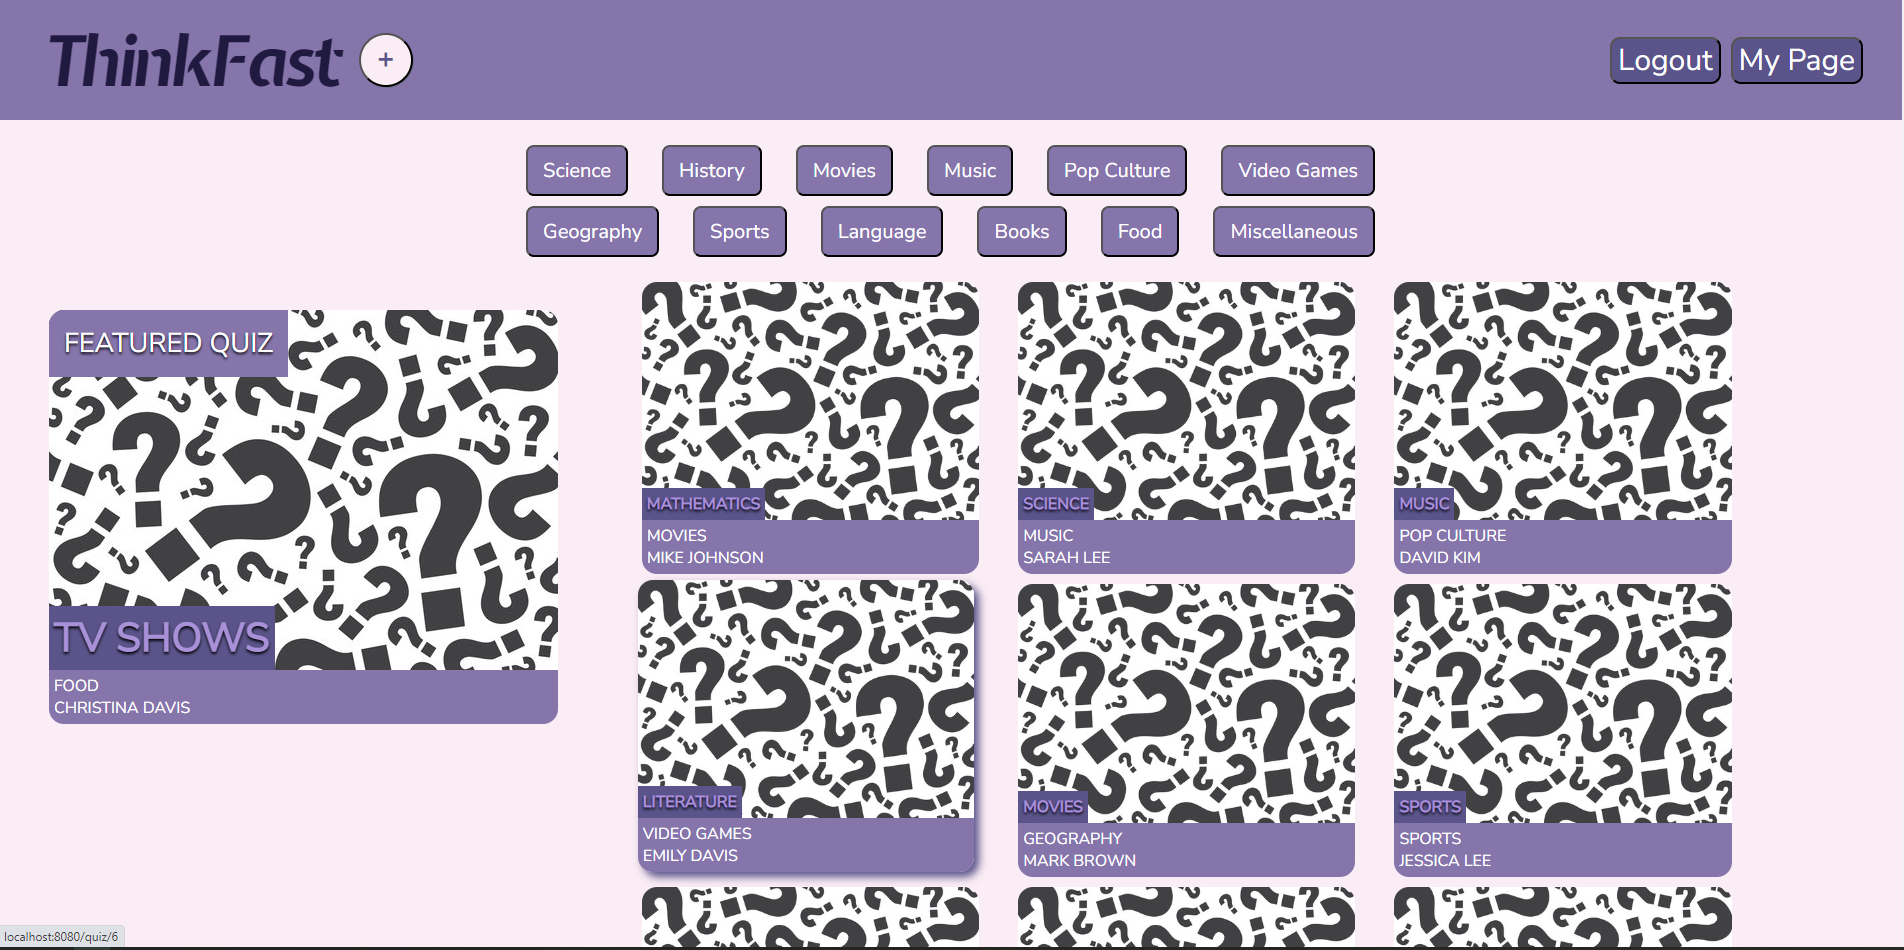 ThinkFast
+
Logout
My Page
Science
History
Movies
Music
Pop Culture
Video Games
Geography
Sports
Language
Books
Food
Miscellaneous
FEATURED QUIZ
TV SHOWS
FOOD
CHRISTINA DAVIS
MATHEMATICS
MOVIES
MIKE JOHNSON
SCIENCE
MUSIC
SARAH LEE
MUSIC
POP CULTURE
DAVID KIM
LITERATURE
VIDEO GAMES
EMILY DAVIS
MOVIES
GEOGRAPHY
MARK BROWN
SPORTS
SPORTS
JESSICA LEE
localhost:8080/quiz/6